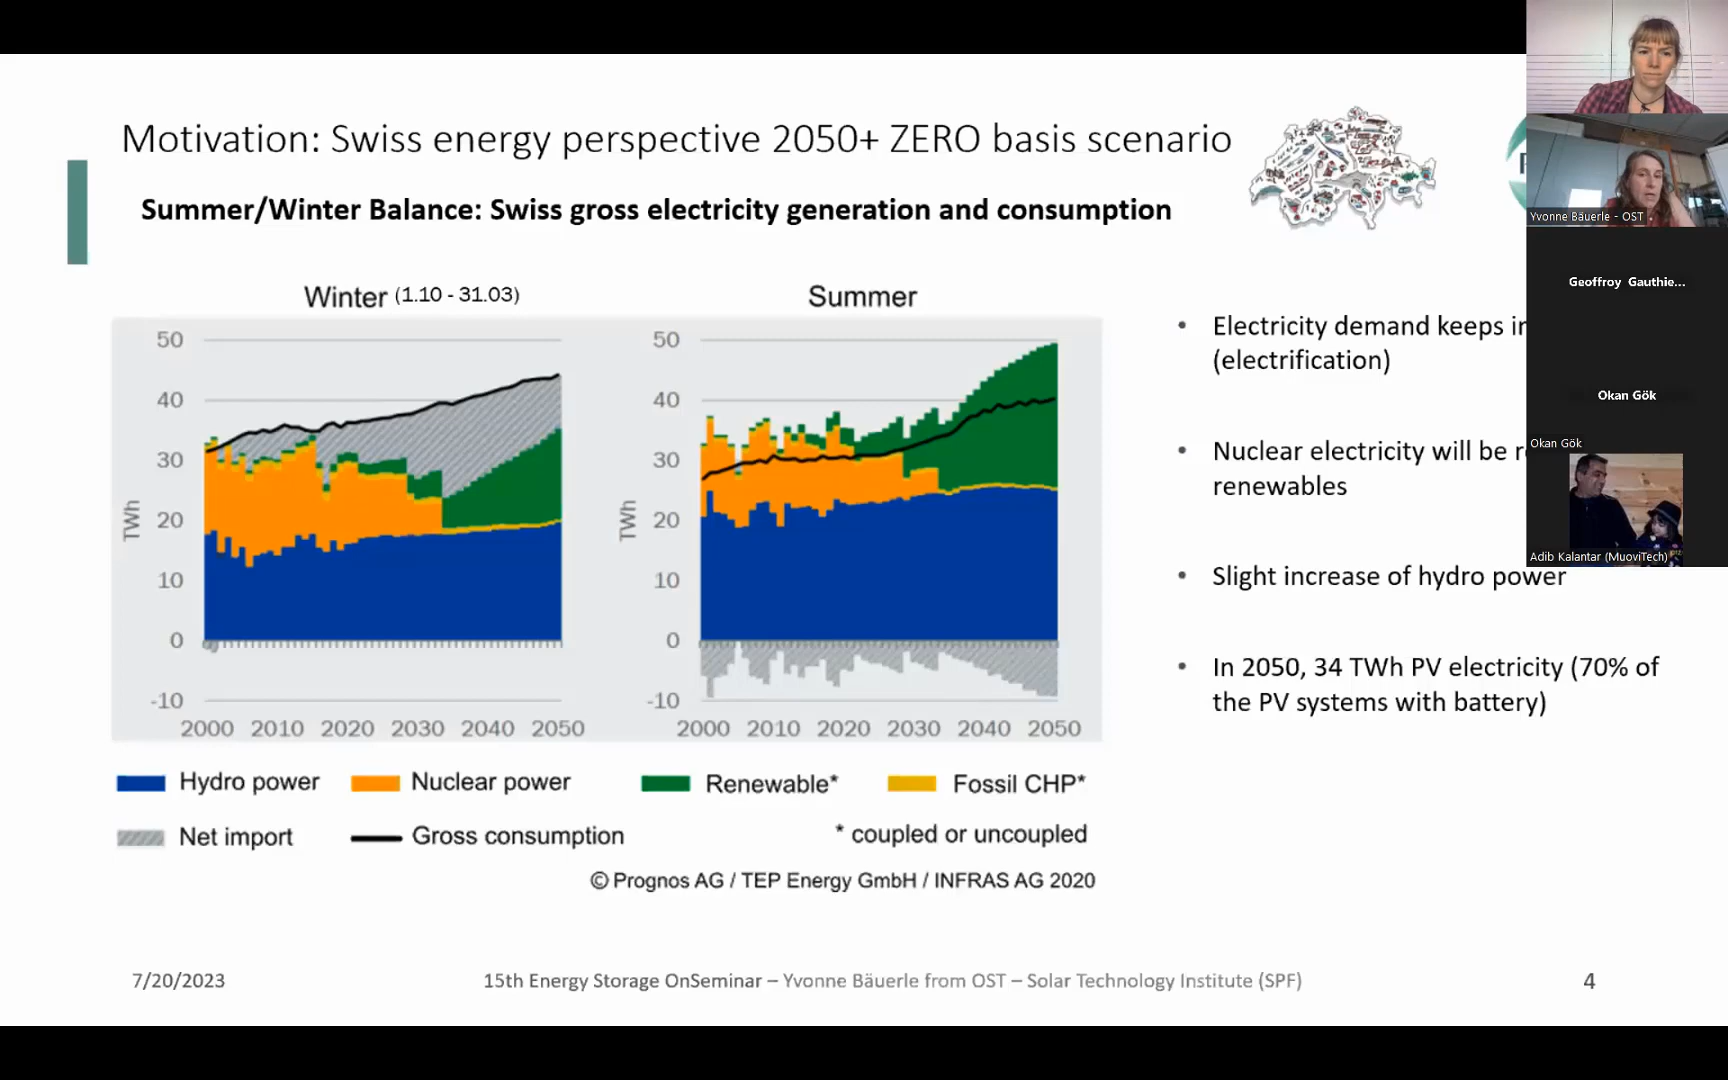 Motivation: Swiss energy perspective 2050+ ZERO basis scenario
Summer/Winter Balance: Swiss gross electricity generation and consumption
Winter (1.10 - 31.03)
Summer
50
40
30
20
10
0
-10
TWh
2000 2010 2020 2030 2040 2050
50
40
30
20
10
0
-10
TWh
2000 2010 2020 2030 2040 2050
Hydro power
Nuclear power
Renewable*
Fossil CHP*
Net import
Gross consumption
* coupled or uncoupled
© Prognos AG / TEP Energy GmbH / INFRAS AG 2020
• Electricity demand keeps
(electrification)
• Nuclear electricity will be
renewables
• Slight increase of hydro power
• In 2050, 34 TWh PV electricity (70% of
the PV systems with battery)
Yvonne Bäuerle - OST
Geoffroy Gauthie...
Okan Gök
Okan Gök
Adib Kalantar (MuoviTech)
7/20/2023
15th Energy Storage OnSeminar – Yvonne Bäuerle from OST – Solar Technology Institute (SPF)
4